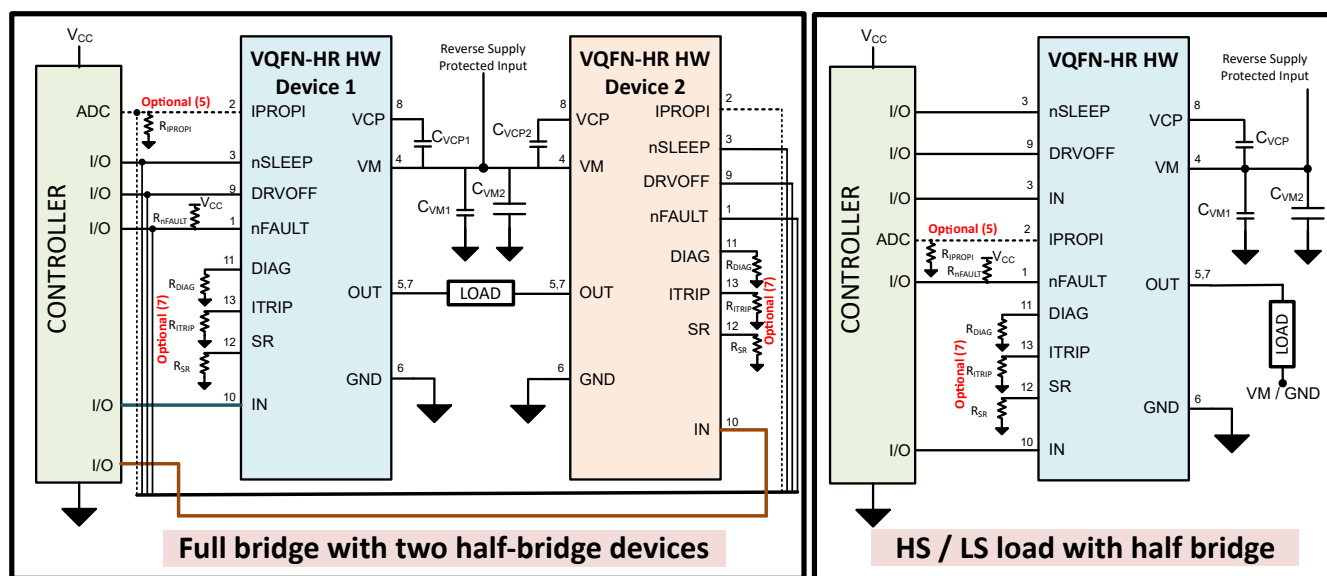 VCC
CONTROLLER
ADC
I/O
I/O
I/O
I/O
I/O
Optional (5)
RIPROPI
VCC
RnFAULT
RDIAG
RITRIP
RSR
Optional (7)
2
3
9
1
11
13
12
10
VQFN-HR HW
Device 1
IPROPI
nSLEEP
DRVOFF
nFAULT
DIAG
ITRIP
SR
IN
VCP
VM
OUT
GND
8
4
5,7
6
Reverse Supply
Protected Input
CVCP1
CVCP2
CVM1
CVM2
LOAD
8
4
5,7
6
VQFN-HR HW
Device 2
VCP
VM
OUT
GND
IPROPI
nSLEEP
DRVOFF
nFAULT
DIAG
ITRIP
SR
IN
2
3
9
1
11
13
12
10
RDIAG
RITRIP
RSR
Optional (7)
Full bridge with two half-bridge devices
VCC
CONTROLLER
I/O
I/O
I/O
ADC
I/O
I/O
Optional (5)
RIPROPI
VCC
RnFAULT
RDIAG
RITRIP
RSR
Optional (7)
3
9
3
2
1
11
13
12
10
VQFN-HR HW
nSLEEP
DRVOFF
IN
IPROPI
nFAULT
DIAG
ITRIP
SR
IN
VCP
VM
OUT
GND
8
4
5,7
6
Reverse Supply
Protected Input
CVCP
CVM1
CVM2
LOAD
VM / GND
HS / LS load with half bridge